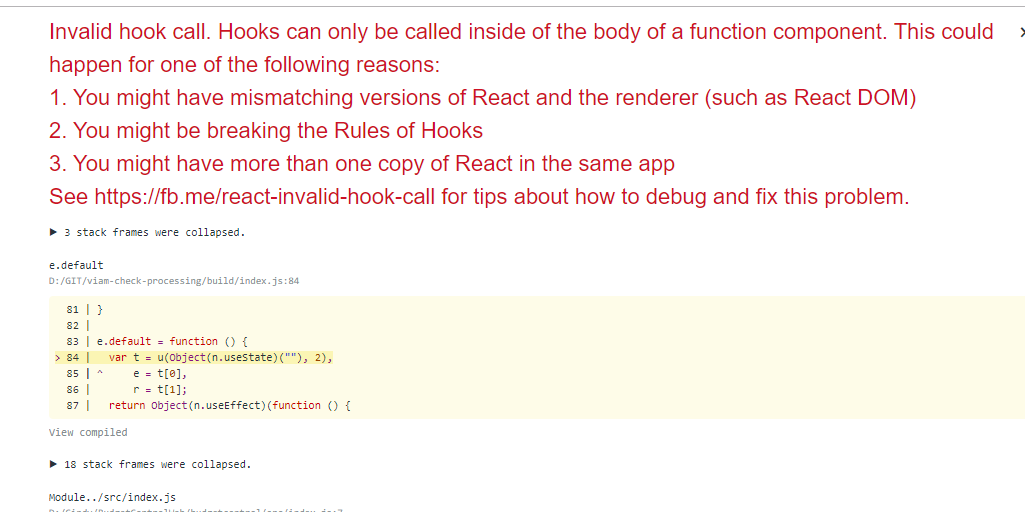 Invalid hook call. Hooks can only be called inside of the body of a function component. This could
happen for one of the following reasons:
1. You might have mismatching versions of React and the renderer (such as React DOM)
2. You might be breaking the Rules of Hooks
3. You might have more than one copy of React in the same app
See https://fb.me/react-invalid-hook-call for tips about how to debug and fix this problem.
▶ 3 stack frames were collapsed.
e.default
D:/GIT/viam-check-processing/build/index.js:84
81 | }
82 |
83 | e.default = function () {
> 84 |   var t = u(Object(n.useState)(""), 2),
85 | ^     e = t[0],
86 |       r = t[1];
87 |   return Object(n.useEffect)(function () {
View compiled
▶ 18 stack frames were collapsed.
Module../src/index.js